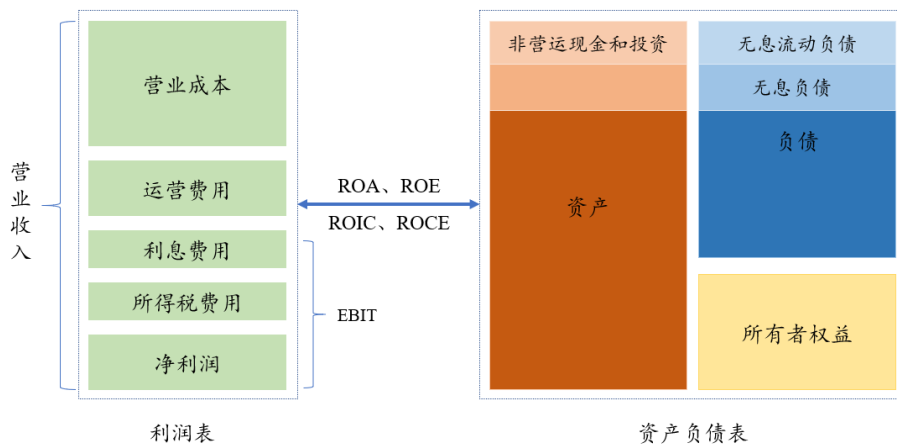 营业收入
营业成本
运营费用
利息费用
所得税费用
净利润
EBIT
利润表
ROA、ROE
ROIC、ROCE
非营运现金和投资
资产
无息流动负债
无息负债
负债
所有者权益
资产负债表